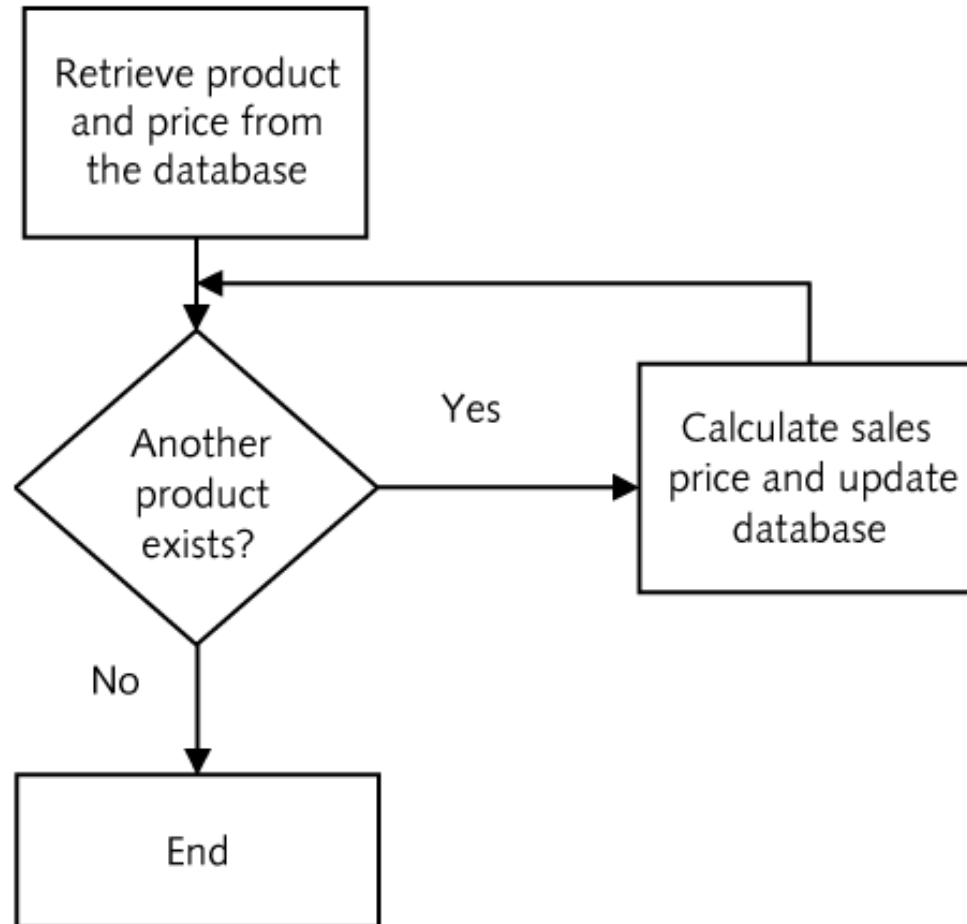 Retrieve product
and price from
the database
Another
product
exists?
Yes
Calculate sales
price and update
database
No
End